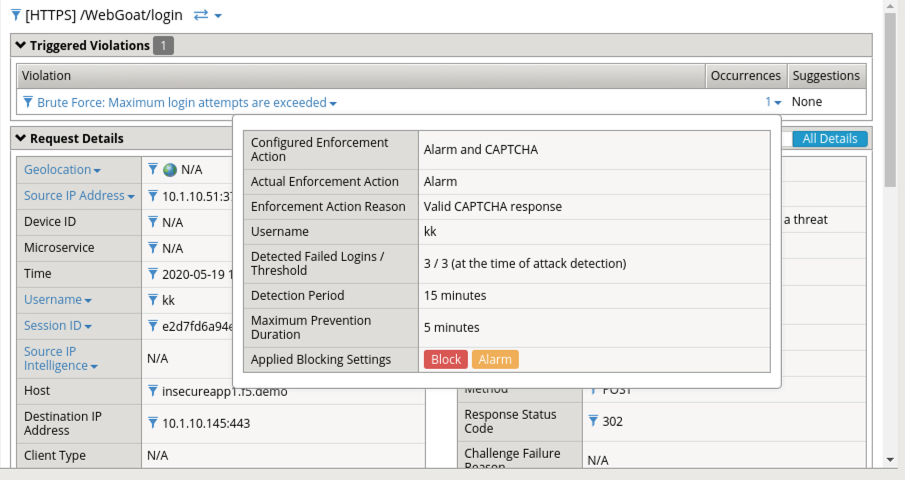 [HTTPS] /WebGoat/login
Triggered Violations 1
Violation Occurrences Suggestions
Brute Force: Maximum login attempts are exceeded 1 None
Request Details All Details
Geolocation N/A
Source IP Address 10.1.10.51:3
Device ID N/A
Microservice N/A
Time 2020-05-19 1
Username kk
Session ID e2d7fd6a94e
Source IP
Intelligence N/A
Host insecureapp1.f5.demo
Destination IP
Address 10.1.10.145:443
Client Type N/A
Configured Enforcement
Action Alarm and CAPTCHA
Actual Enforcement Action Alarm
Enforcement Action Reason Valid CAPTCHA response
Username kk
Detected Failed Logins /
Threshold 3 / 3 (at the time of attack detection)
Detection Period 15 minutes
Maximum Prevention
Duration 5 minutes
Applied Blocking Settings Block Alarm
a threat
Method POST
Response Status
Code 302
Challenge Failure
Reason N/A